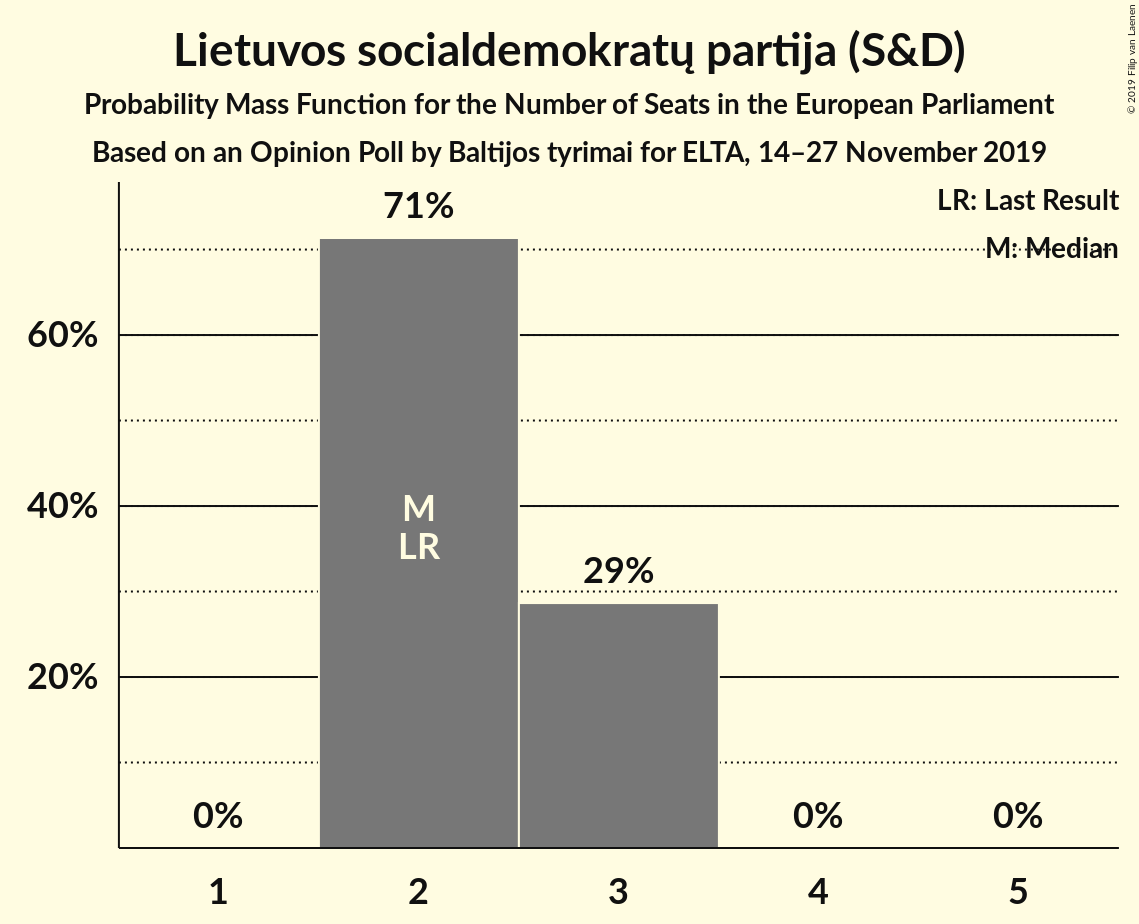 Lietuvos socialdemokratų partija (S&D)
Probability Mass Function for the Number of Seats in the European Parliament
Based on an Opinion Poll by Baltijos tyrimai for ELTA, 14–27 November 2019
© 2019 Filip van Laenen
LR: Last Result
M: Median
71%
60%
40%
M
LR
29%
20%
0%
0%
0%
1
2
3
4
5